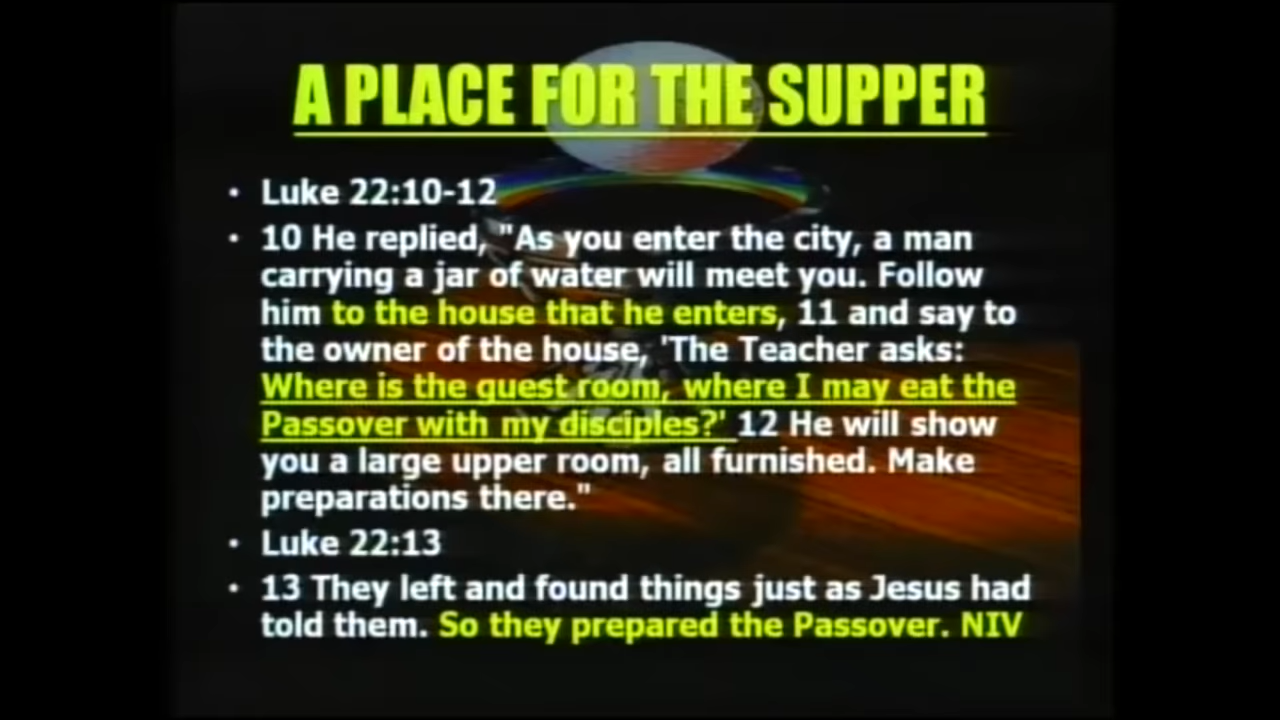 A PLACE FOR THE SUPPER
• Luke 22:10-12
• 10 He replied, "As you enter the city, a man
carrying a jar of water will meet you. Follow
him to the house that he enters, 11 and say to
the owner of the house, 'The Teacher asks:
Where is the guest room, where I may eat the
Passover with my disciples?' 12 He will show
you a large upper room, all furnished. Make
preparations there."
• Luke 22:13
• 13 They left and found things just as Jesus had
told them. So they prepared the Passover. NIV